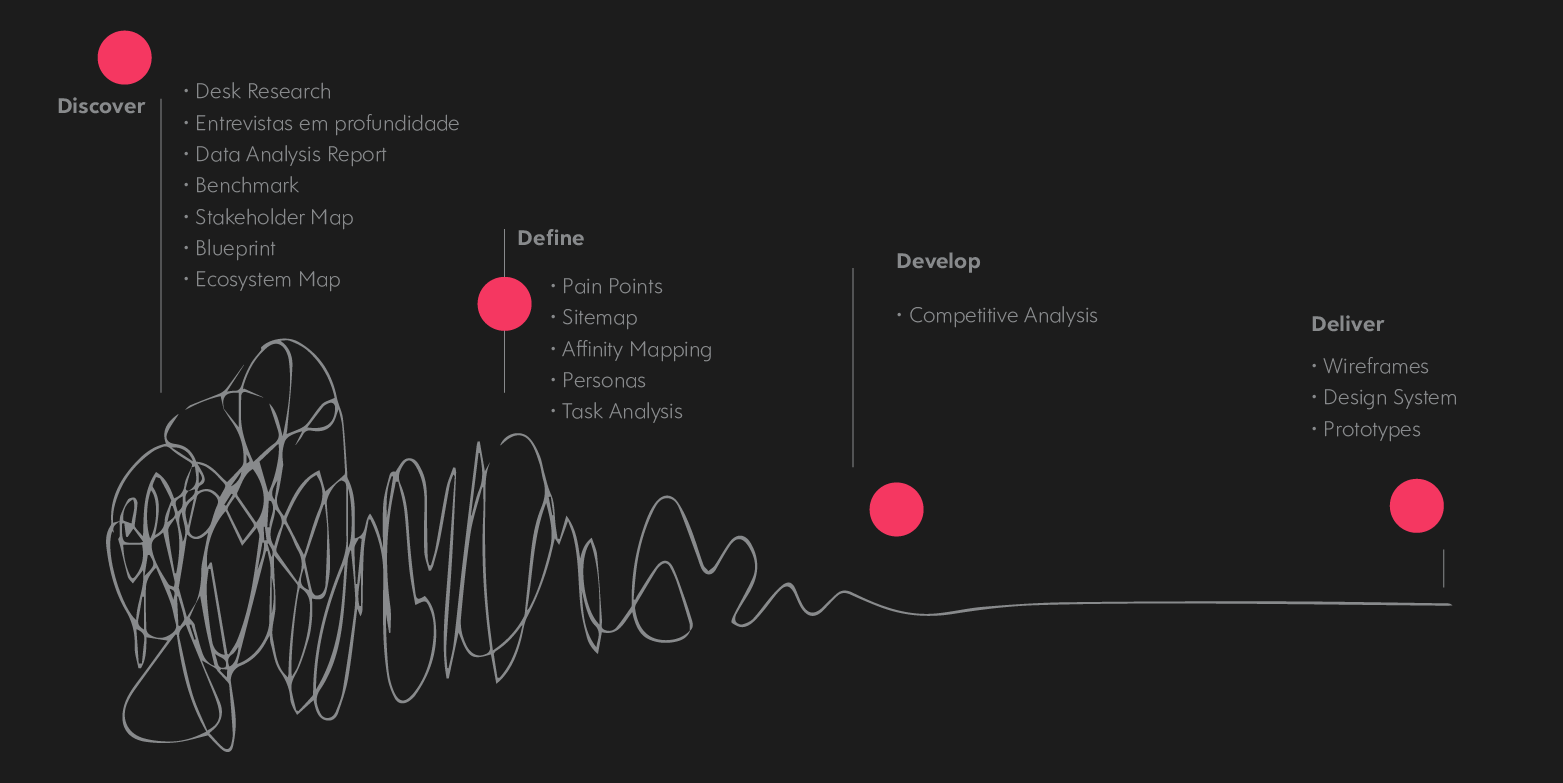 Discover
· Desk Research
· Entrevistas em profundidade
· Data Analysis Report
· Benchmark
· Stakeholder Map
· Blueprint
· Ecosystem Map
Define
· Pain Points
· Sitemap
· Affinity Mapping
· Personas
· Task Analysis
Develop
· Competitive Analysis
Deliver
· Wireframes
· Design System
· Prototypes